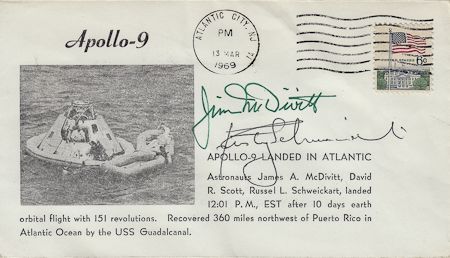 Apollo-9
ATLANTIC CITY, NJ
PM
13 MAR
1969
6c
Jim McDivitt
APOLLO-9 LANDED IN ATLANTIC
Astronauts James A. McDivitt, David
R. Scott, Russel L. Schweickart, landed
12:01 P. M., EST after 10 days earth
orbital flight with 151 revolutions. Recovered 360 miles northwest of Puerto Rico in
Atlantic Ocean by the USS Guadalcanal.